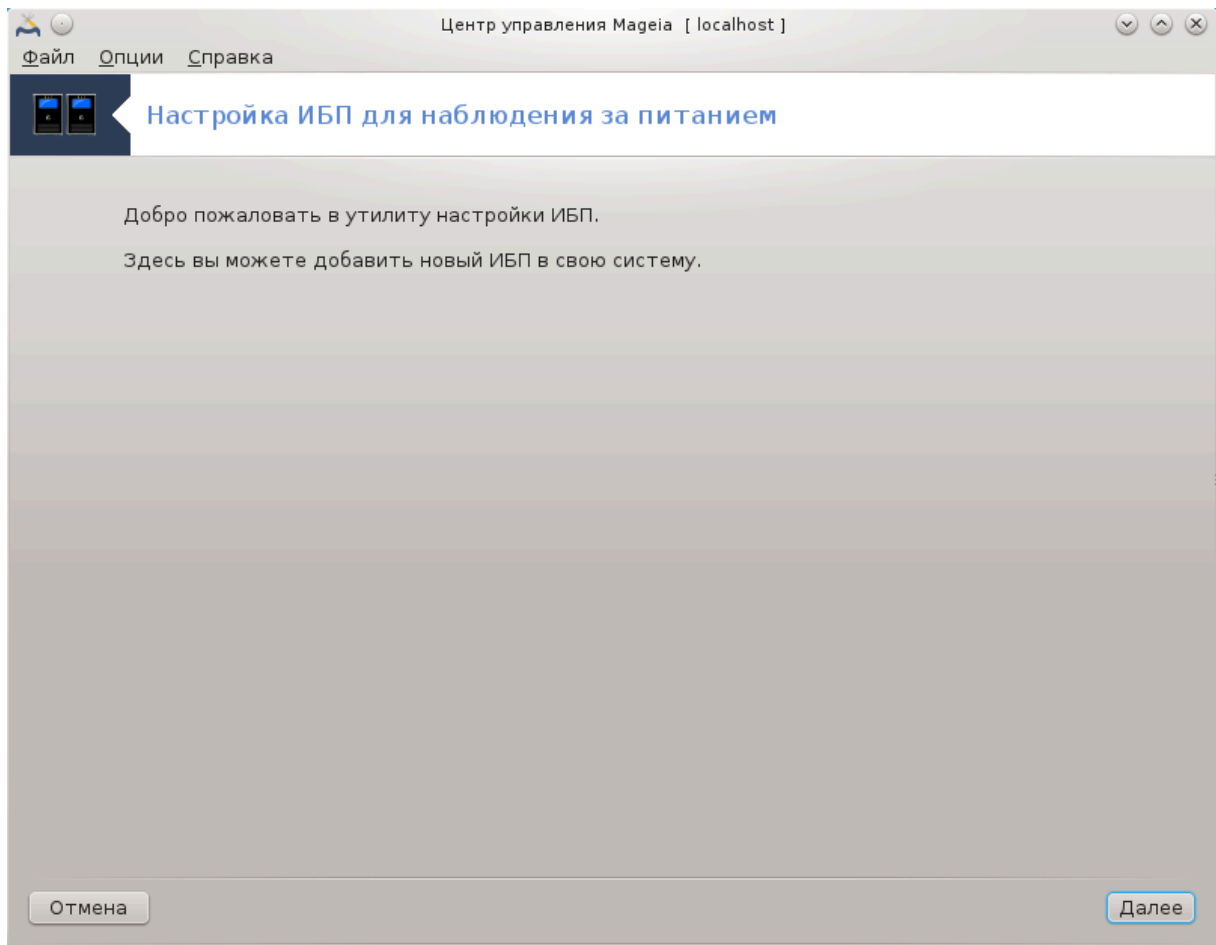 Центр управления Mageia [ localhost ]
Файл Опции Справка
Настройка ИБП для наблюдения за питанием
Добро пожаловать в утилиту настройки ИБП.
Здесь вы можете добавить новый ИБП в свою систему.
Отмена Далее